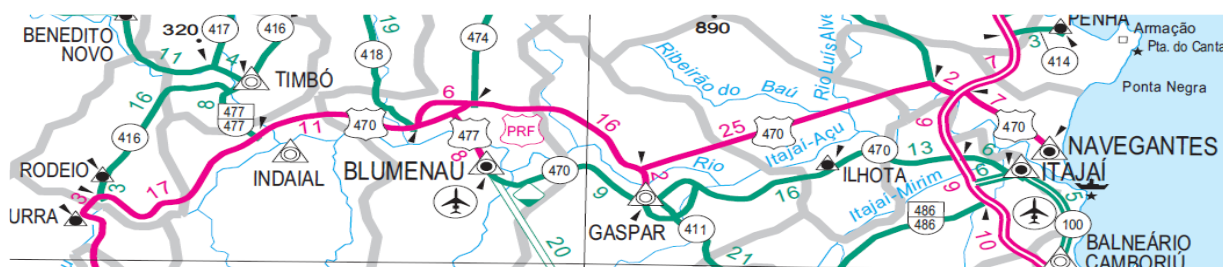 BENEDITO
NOVO
320
417
416
11
4
TIMBÓ
16
8
477
477
416
RODEIO
3
3
URRA
17
11
INDAIAL
470
19
418
474
6
477
8
BLUMENAU
PRF
470
9
20
16
2
GASPAR
411
21
890
Ribeirão do
Baú
Rio Luís Alve
25
470
Rio
Itajaí-Açu
16
ILHOTA
470
13
Itajaí-Mirim
486
486
2
7
9
6
6
9
10
7
470
NAVEGANTES
ITAJAÍ
5
100
BALNEÁRIO
CAMBORIÚ
PENHA
3
414
Armação
Pta. do Canta
Ponta Negra